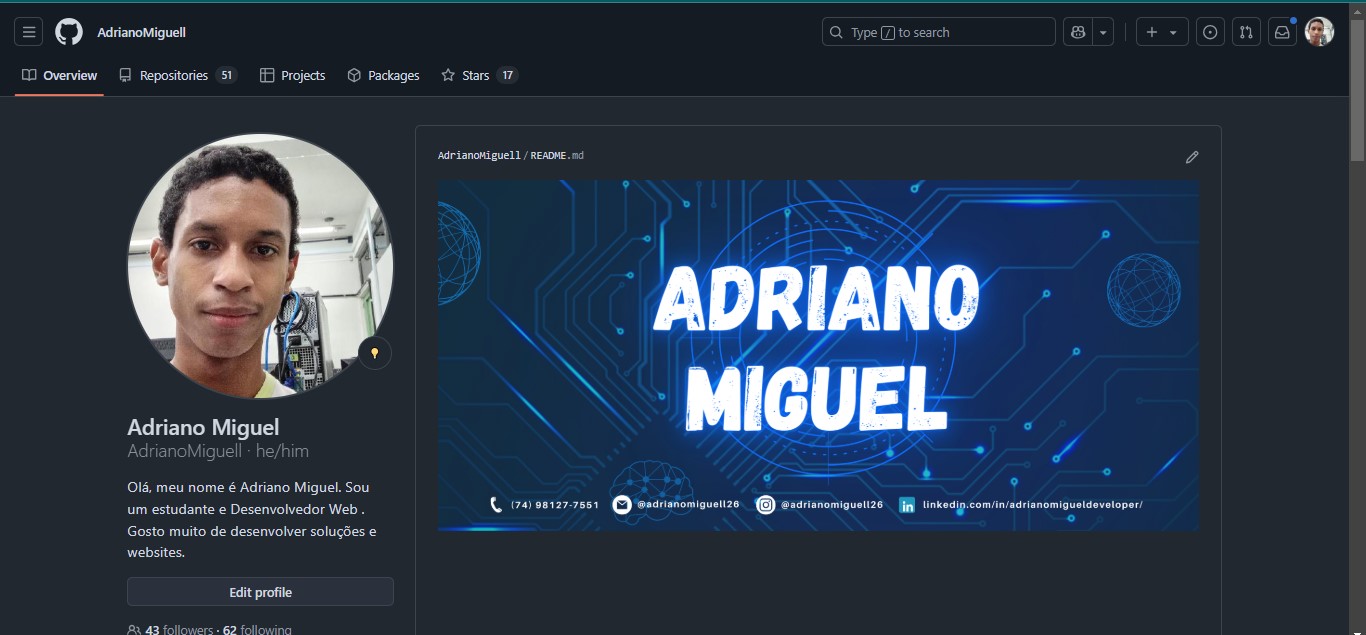 AdrianoMiguell
Type / to search
Overview
Repositories 51
Projects
Packages
Stars 17
AdrianoMiguell / README.md
ADRIANO
MIGUEL
(74) 98127-7551
@adrianomiguell26
@adrianomiguell26
linkedin.com/in/adrianomigueldeveloper/
Adriano Miguel
AdrianoMiguell · he/him
Olá, meu nome é Adriano Miguel. Sou
um estudante e Desenvolvedor Web .
Gosto muito de desenvolver soluções e
websites.
Edit profile
43 followers · 62 following